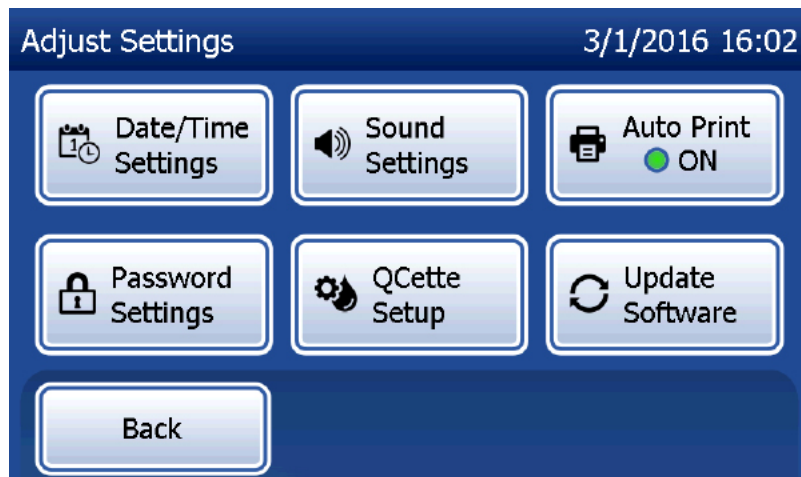 Adjust Settings 3/1/2016 16:02
Date/Time
Settings
Sound
Settings
Auto Print
ON
Password
Settings
QCette
Setup
Update
Software
Back